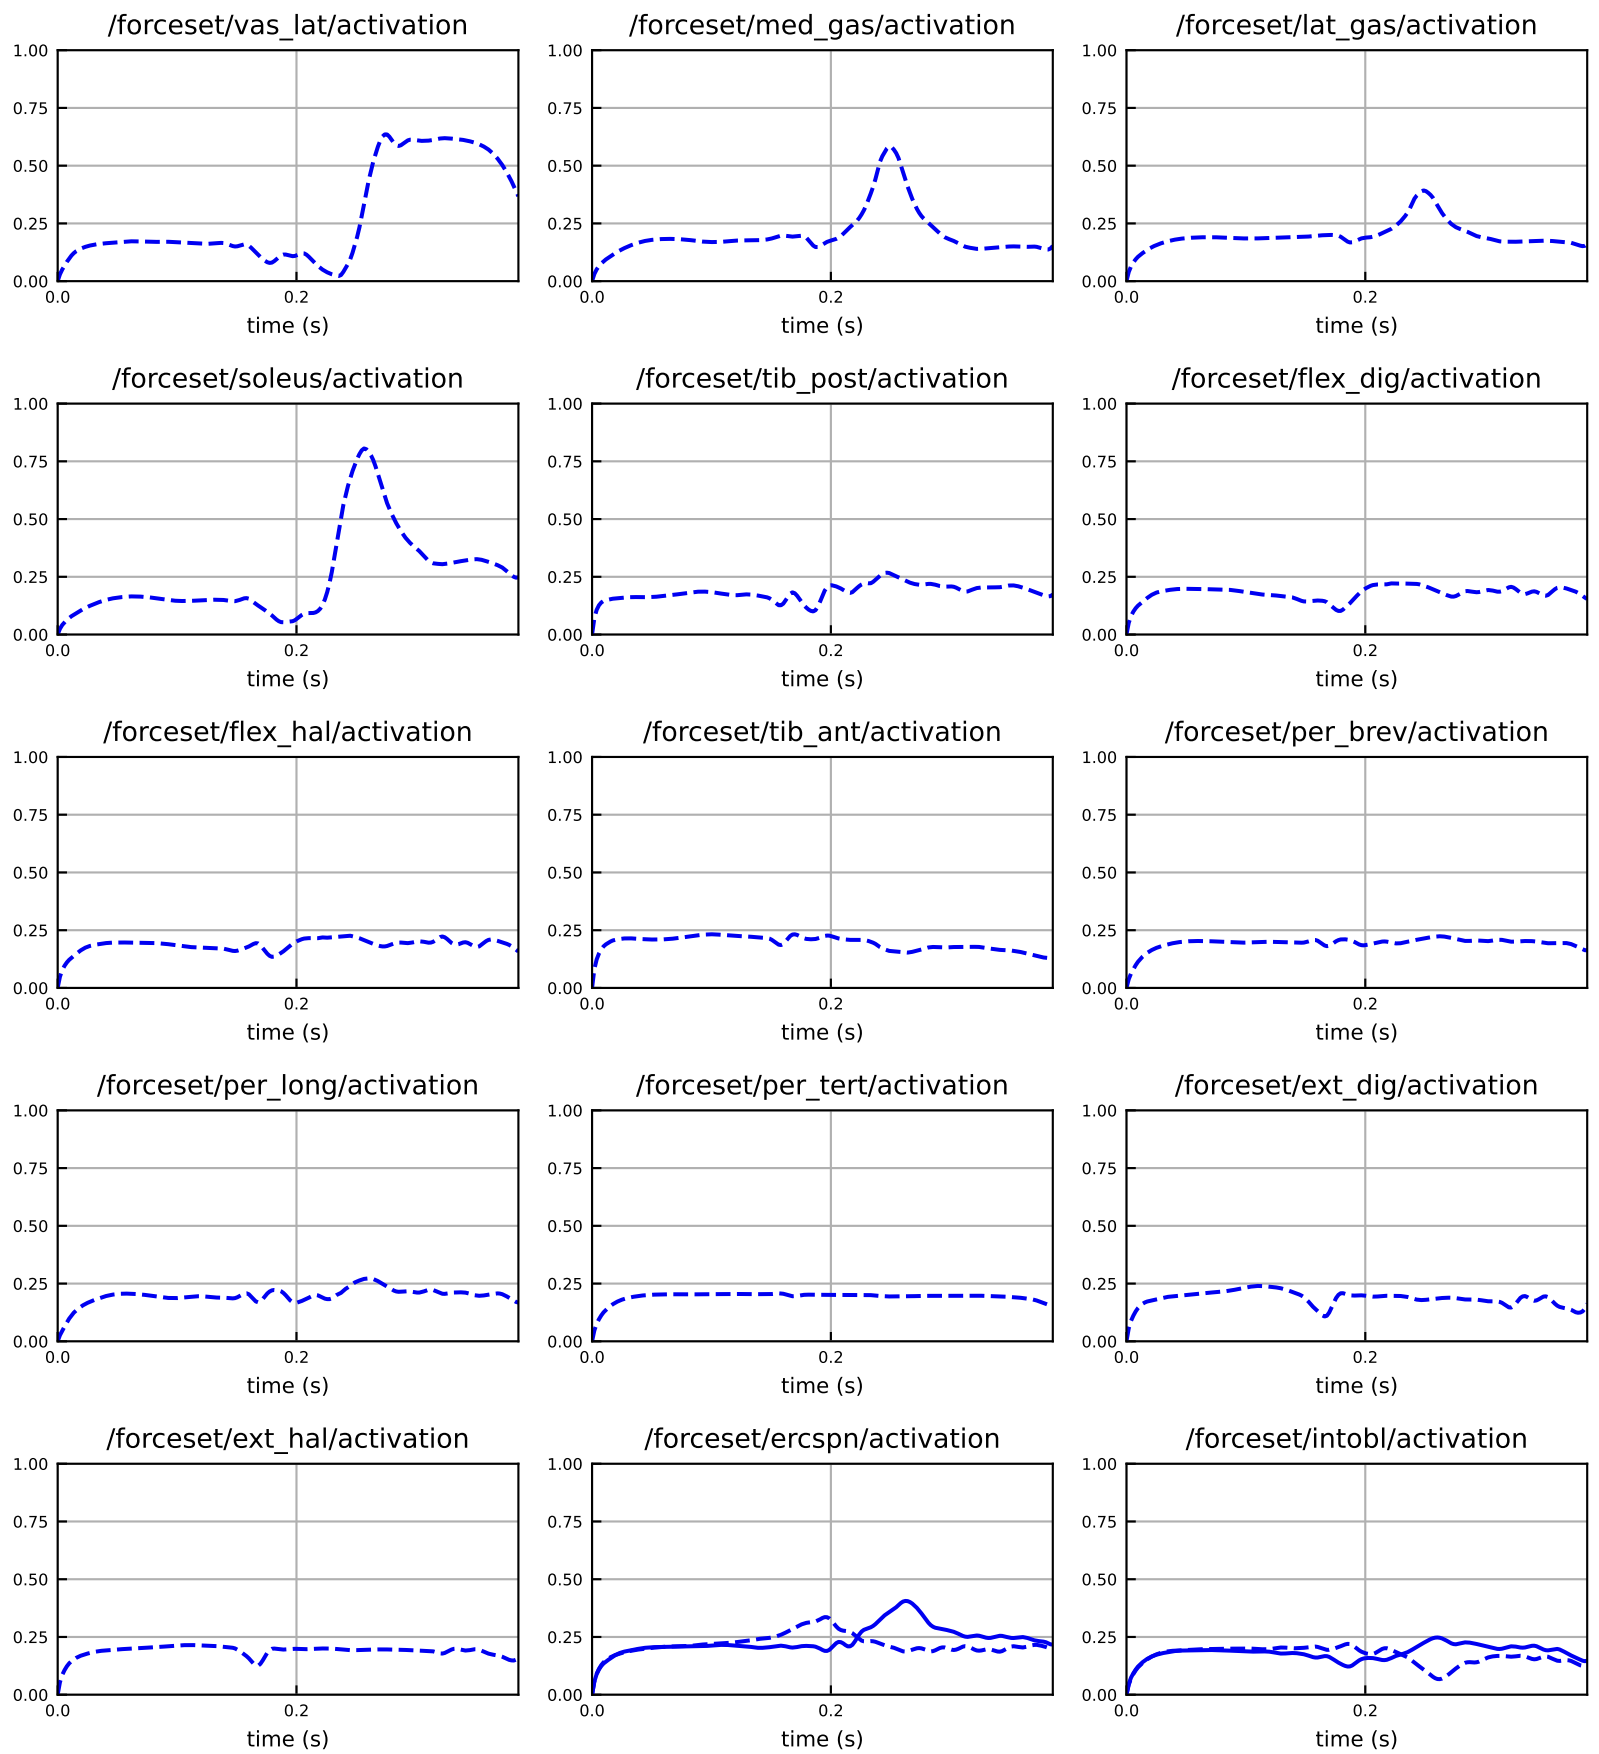 /forceset/vas_lat/activation /forceset/med_gas/activation /forceset/lat_gas/activation
1.00 1.00 1.00
0.75 0.75 0.75
0.50 0.50 0.50
0.25 0.25 0.25
0.00 0.00 0.00
0.0 0.2 0.0 0.2 0.0 0.2
time (s) time (s) time (s)
/forceset/soleus/activation /forceset/tib_post/activation /forceset/flex_dig/activation
1.00 1.00 1.00
0.75 0.75 0.75
0.50 0.50 0.50
0.25 0.25 0.25
0.00 0.00 0.00
0.0 0.2 0.0 0.2 0.0 0.2
time (s) time (s) time (s)
/forceset/flex_hal/activation /forceset/tib_ant/activation /forceset/per_brev/activation
1.00 1.00 1.00
0.75 0.75 0.75
0.50 0.50 0.50
0.25 0.25 0.25
0.00 0.00 0.00
0.0 0.2 0.0 0.2 0.0 0.2
time (s) time (s) time (s)
/forceset/per_long/activation /forceset/per_tert/activation /forceset/ext_dig/activation
1.00 1.00 1.00
0.75 0.75 0.75
0.50 0.50 0.50
0.25 0.25 0.25
0.00 0.00 0.00
0.0 0.2 0.0 0.2 0.0 0.2
time (s) time (s) time (s)
/forceset/ext_hal/activation /forceset/ercspn/activation /forceset/intobl/activation
1.00 1.00 1.00
0.75 0.75 0.75
0.50 0.50 0.50
0.25 0.25 0.25
0.00 0.00 0.00
0.0 0.2 0.0 0.2 0.0 0.2
time (s) time (s) time (s)